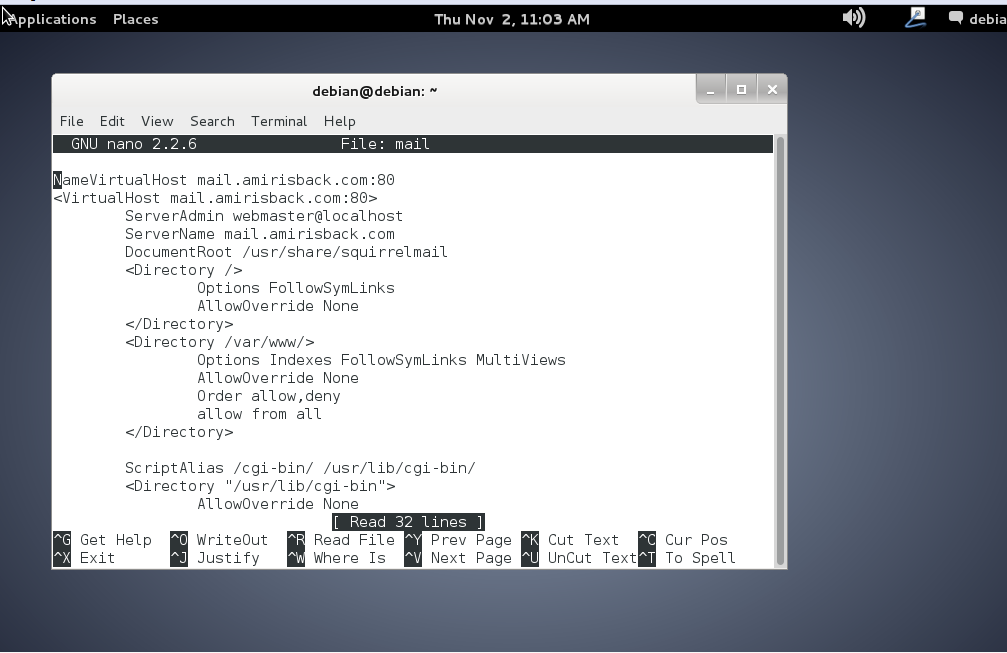 Applications Places Thu Nov 2, 11:03 AM debia
debian@debian: ~
File Edit View Search Terminal Help
GNU nano 2.2.6 File: mail
NameVirtualHost mail.amirisback.com:80
<VirtualHost mail.amirisback.com:80>
ServerAdmin webmaster@localhost
ServerName mail.amirisback.com
DocumentRoot /usr/share/squirrelmail
<Directory />
Options FollowSymLinks
AllowOverride None
</Directory>
<Directory /var/www/>
Options Indexes FollowSymLinks MultiViews
AllowOverride None
Order allow,deny
allow from all
</Directory>
ScriptAlias /cgi-bin/ /usr/lib/cgi-bin/
<Directory "/usr/lib/cgi-bin">
AllowOverride None
[ Read 32 lines ]
^G Get Help ^O WriteOut ^R Read File ^Y Prev Page ^K Cut Text ^C Cur Pos
^X Exit ^J Justify ^W Where Is ^V Next Page ^U UnCut Text ^T To Spell